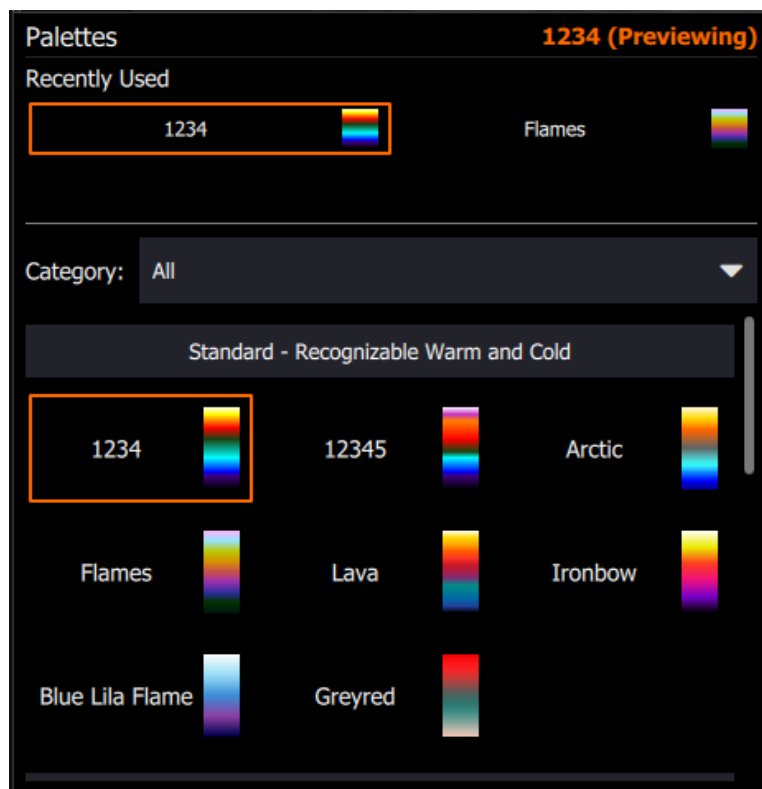 Palettes 1234 (Previewing)
Recently Used
1234 Flames
Category: All
Standard - Recognizable Warm and Cold
1234 12345 Arctic
Flames Lava Ironbow
Blue Lila Flame Greyred